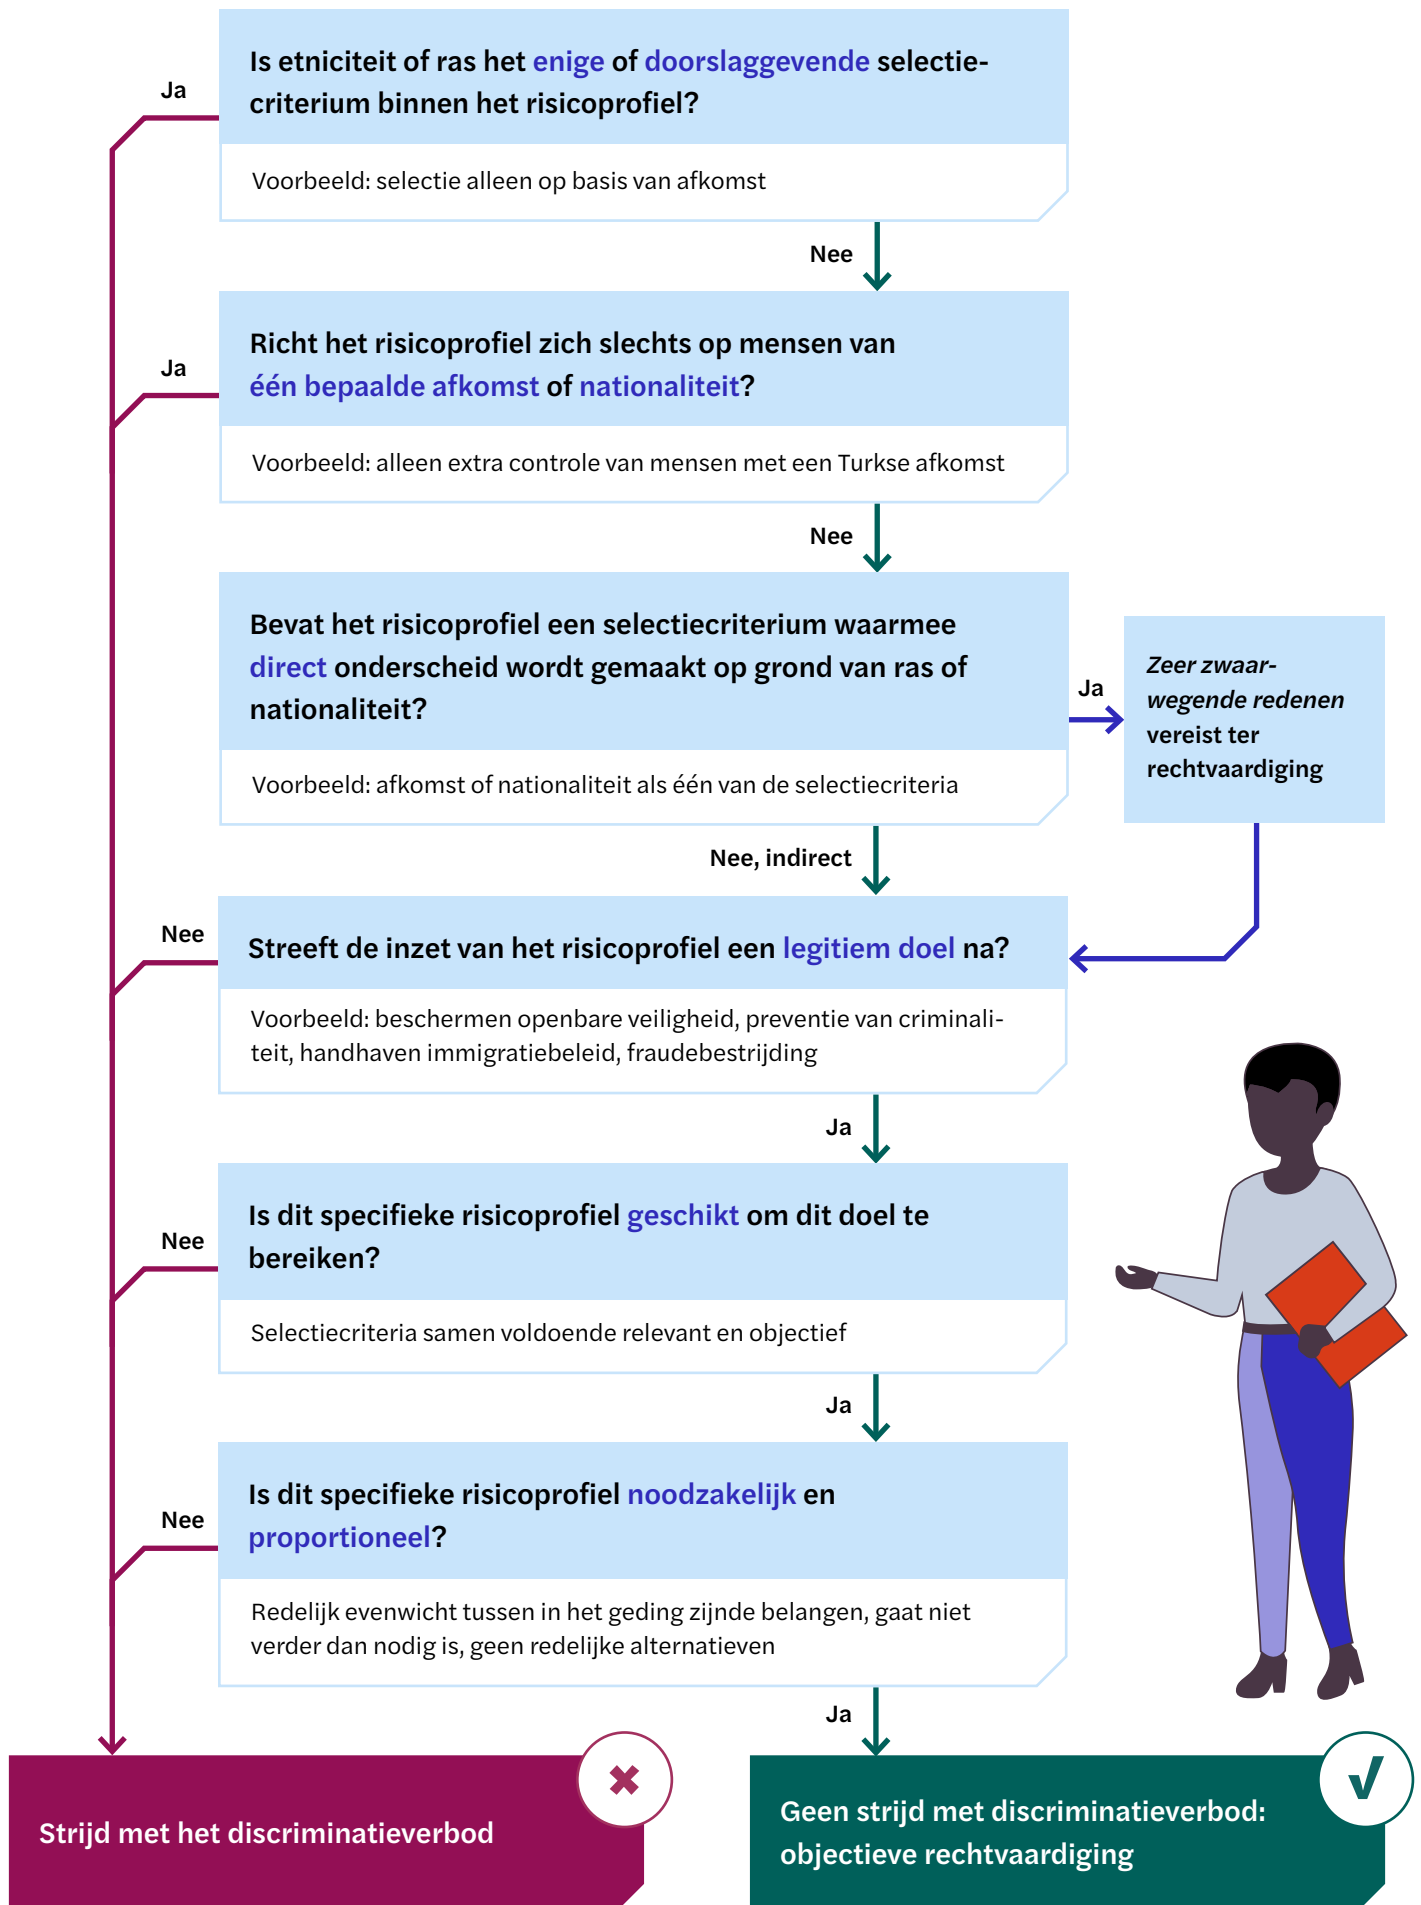 Is etniciteit of ras het enige of doorslaggevende selectie-
criterium binnen het risicoprofiel?
Ja
Voorbeeld: selectie alleen op basis van afkomst
Nee
Richt het risicoprofiel zich slechts op mensen van
één bepaalde afkomst of nationaliteit?
Ja
Voorbeeld: alleen extra controle van mensen met een Turkse afkomst
Nee
Bevat het risicoprofiel een selectiecriterium waarmee
direct onderscheid wordt gemaakt op grond van ras of
nationaliteit?
Voorbeeld: afkomst of nationaliteit als één van de selectiecriteria
Ja
Zeer zwaar-
wegende redenen
vereist ter
rechtvaardiging
Nee, indirect
Nee
Streeft de inzet van het risicoprofiel een legitiem doel na?
Voorbeeld: beschermen openbare veiligheid, preventie van criminali-
teit, handhaven immigratiebeleid, fraudebestrijding
Ja
Is dit specifieke risicoprofiel geschikt om dit doel te
bereiken?
Nee
Selectiecriteria samen voldoende relevant en objectief
Ja
Is dit specifieke risicoprofiel noodzakelijk en
proportioneel?
Nee
Redelijk evenwicht tussen in het geding zijnde belangen, gaat niet
verder dan nodig is, geen redelijke alternatieven
Ja
Strijd met het discriminatieverbod
Geen strijd met discriminatieverbod:
objectieve rechtvaardiging